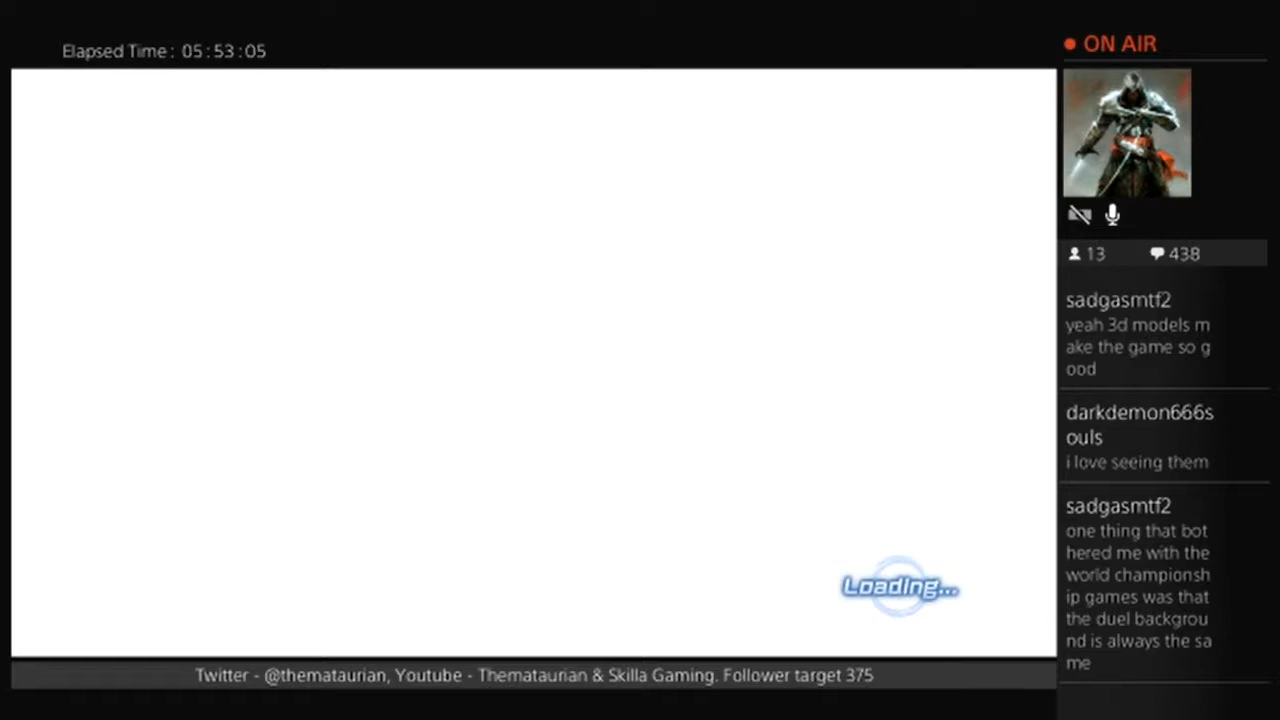 Elapsed Time: 05:53:05
ON AIR
13 438
sadgasmtf2
yeah 3d models m
ake the game so g
ood
darkdemon666s
ouls
i love seeing them
sadgasmtf2
one thing that bot
hered me with the
world championsh
ip games was that
the duel backgrou
nd is always the sa
me
Loading...
Twitter - @themataurian, Youtube - Themataurian & Skilla Gaming. Follower target 375